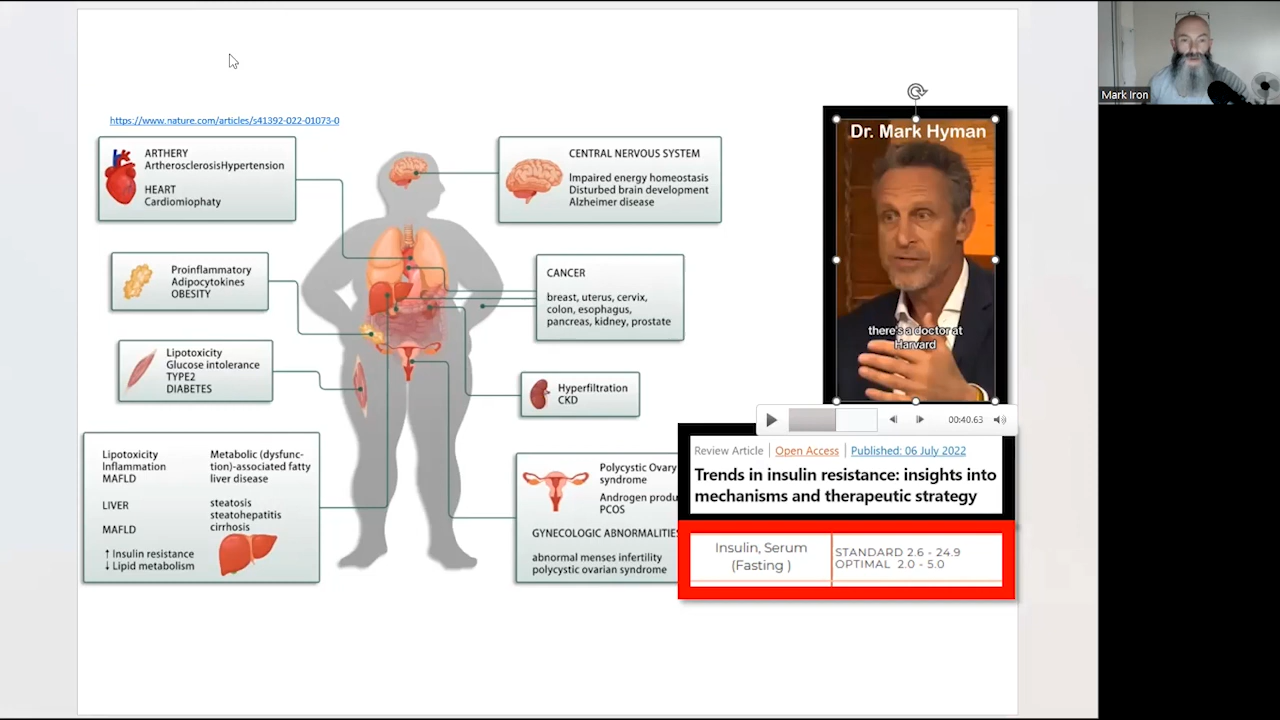 Mark Iron
https://www.nature.com/articles/s41392-022-01073-0
ARTHERY
ArtherosclerosisHypertension
HEART
Cardiomiophaty
Proinflammatory
Adipocytokines
OBESITY
Lipotoxicity
Glucose intolerance
TYPE2
DIABETES
Lipotoxicity
Inflammation
MAFLD
LIVER
MAFLD
↑ Insulin resistance
↓ Lipid metabolism
Metabolic (dysfunc-
tion)-associated fatty
liver disease
steatosis
steatohepatitis
cirrhosis
CENTRAL NERVOUS SYSTEM
Impaired energy homeostasis
Disturbed brain development
Alzheimer disease
CANCER
breast, uterus, cervix,
colon, esophagus,
pancreas, kidney, prostate
Hyperfiltration
CKD
Polycystic Ovary
syndrome
Androgen produ
PCOS
GYNECOLOGIC ABNORMALITIES
abnormal menses infertility
polycystic ovarian syndrome
Dr. Mark Hyman
there's a doctor at
Harvard
00:40.63
Review Article | Open Access | Published: 06 July 2022
Trends in insulin resistance: insights into
mechanisms and therapeutic strategy
Insulin, Serum
(Fasting )
STANDARD 2.6 - 24.9
OPTIMAL 2.0 - 5.0